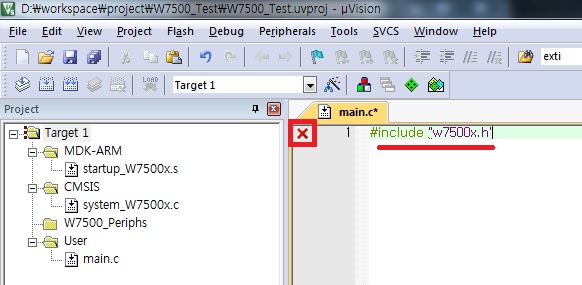 D:₩workspace₩project₩W7500_Test₩W7500_Test.uvproj - µVision
File Edit View Project Flash Debug Peripherals Tools SVCS Window Help
exti
LOAD Target 1
Project
main.c*
Target 1
1 #include "w7500x.h"
MDK-ARM
startup_W7500x.s
CMSIS
system_W7500x.c
W7500_Periphs
User
main.c